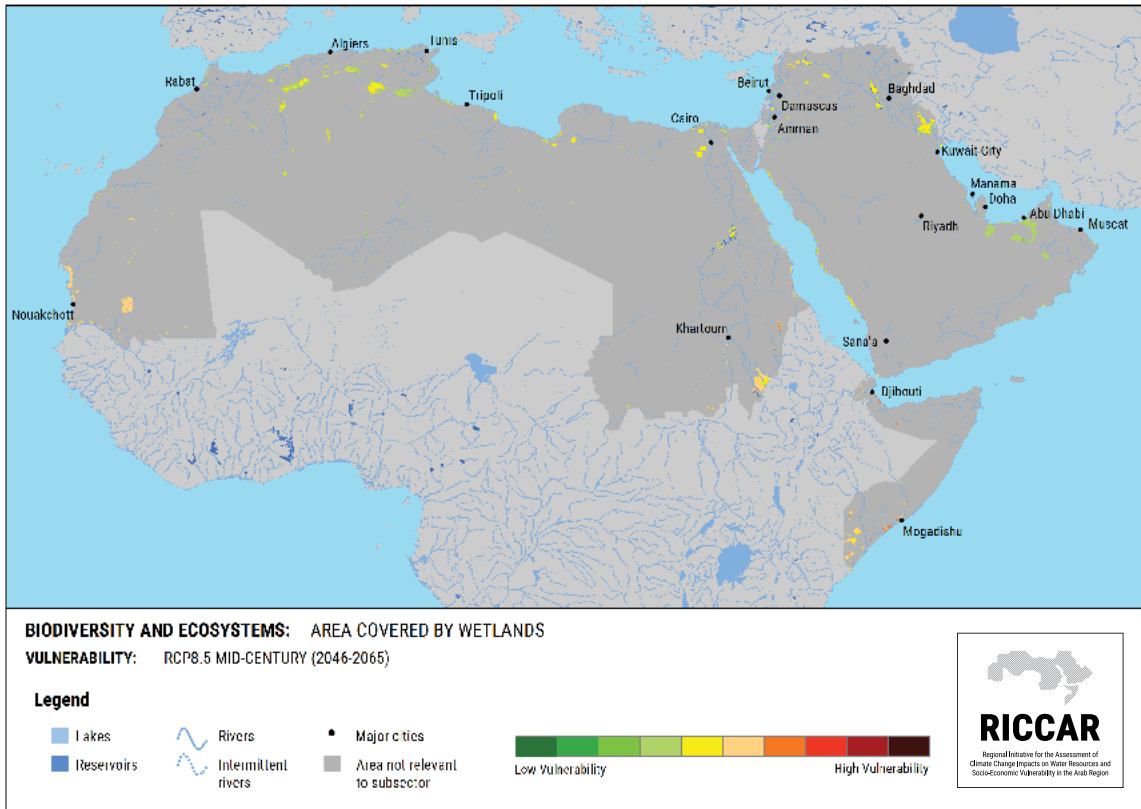 Algiers
Tunis
Rabat
Tripoli
Beirut
Baghdad
Damascus
Cairo
Amman
Kuwait City
Manama
Doha
Abu Dhabi
Riyadh
Muscat
Nouakchott
Khartoum
Sana'a
Djibouti
Mogadishu
BIODIVERSITY AND ECOSYSTEMS: AREA COVERED BY WETLANDS
VULNERABILITY: RCP8.5 MID-CENTURY (2046-2065)
Legend
Lakes
Rivers
Major cities
Reservoirs
Intermittent
rivers
Area not relevant
to subsector
Low Vulnerability
High Vulnerability
RICCAR
Regional Initiative for the Assessment of
Climate Change Impacts on Water Resources and
Socio-Economic Vulnerability in the Arab Region